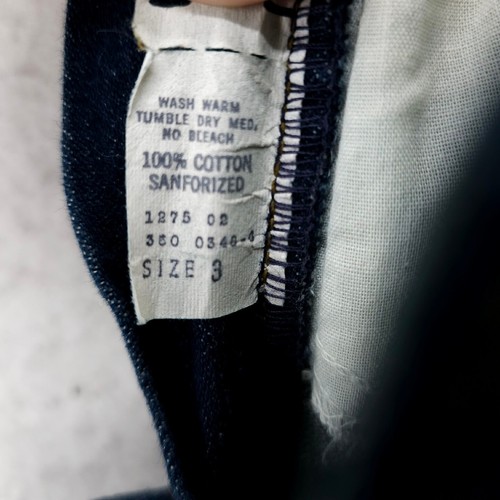 WASH WARM
TUMBLE DRY MED.
NO BLEACH
100% COTTON
SANFORIZED
1275 02
SIZE 3